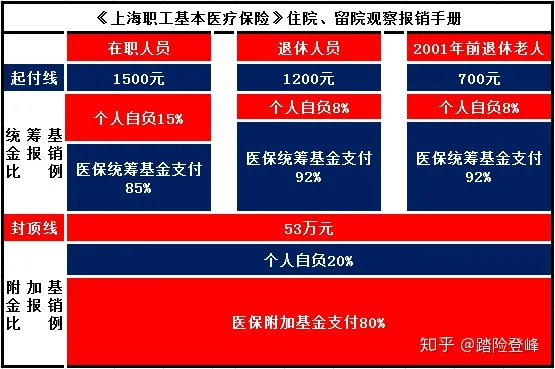 《上海职工基本医疗保险》住院、留院观察报销手册
在职人员 退休人员 2001年前退休老人
起付线 1500元 1200元 700元
统筹基
金报销
比例
个人自负15% 个人自负8% 个人自负8%
医保统筹基金支付
85%
医保统筹基金支付
92%
医保统筹基金支付
92%
封顶线 53万元
附加基
金报销
比例
个人自负20%
医保附加基金支付80%
知乎 @踏险登峰